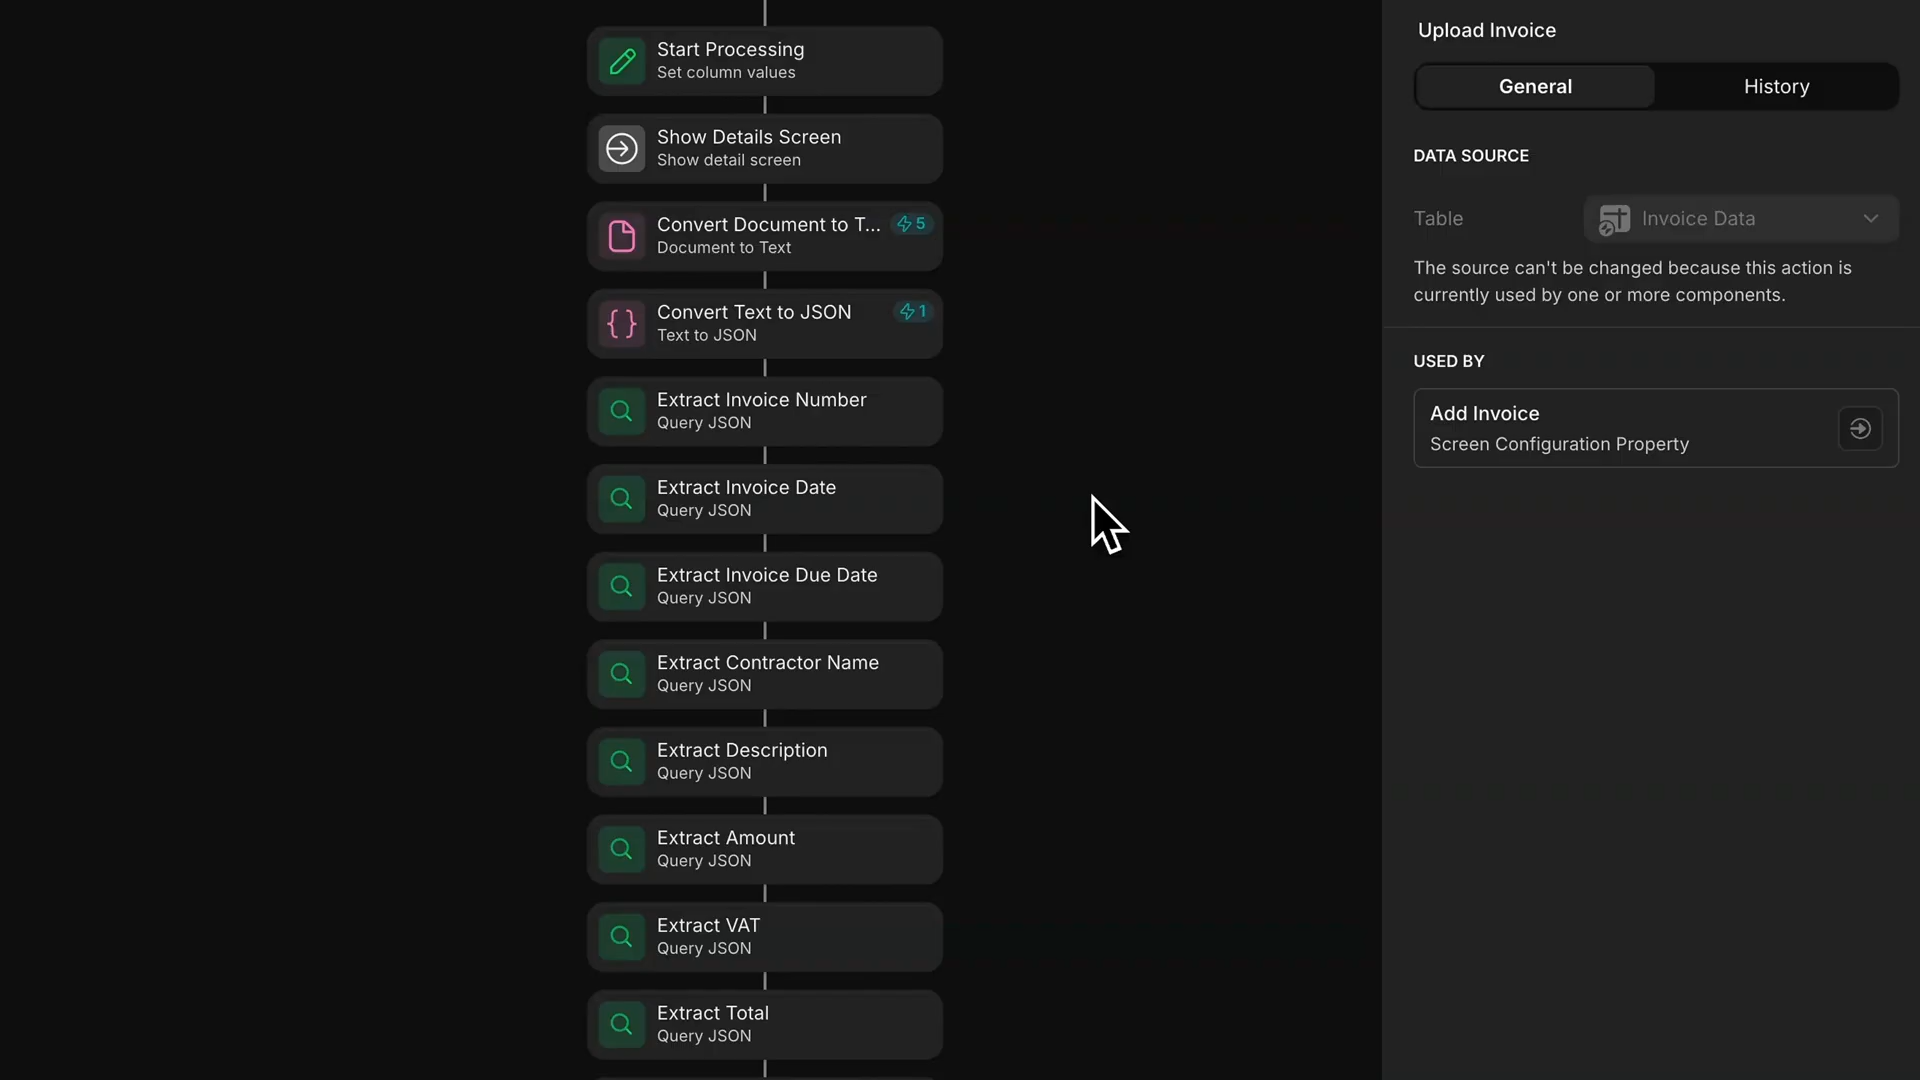 Start Processing
Set column values
Show Details Screen
Show detail screen
Convert Document to T... 5
Document to Text
Convert Text to JSON 1
Text to JSON
Extract Invoice Number
Query JSON
Extract Invoice Date
Query JSON
Extract Invoice Due Date
Query JSON
Extract Contractor Name
Query JSON
Extract Description
Query JSON
Extract Amount
Query JSON
Extract VAT
Query JSON
Extract Total
Query JSON
Upload Invoice
General History
DATA SOURCE
Table Invoice Data
The source can't be changed because this action is
currently used by one or more components.
USED BY
Add Invoice
Screen Configuration Property